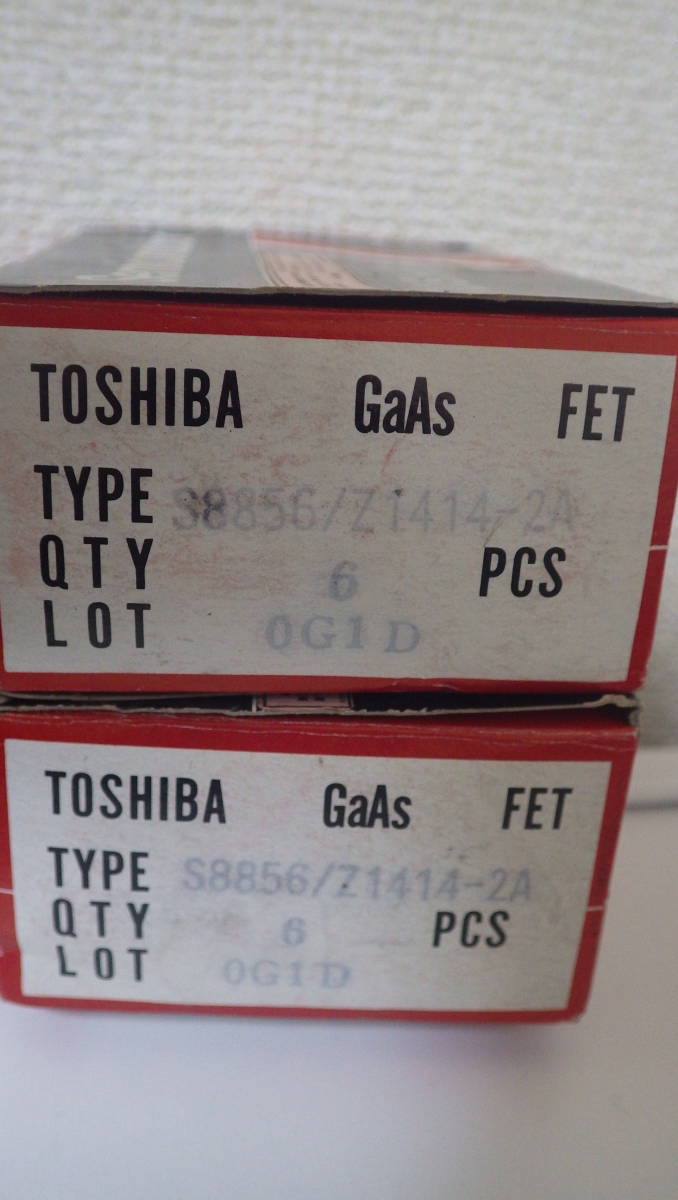 TOSHIBA GaAs FET
TYPE S8856/Z1414-2A
QTY 6 PCS
LOT 0G1D
TOSHIBA GaAs FET
TYPE S8856/Z1414-2A
QTY 6 PCS
LOT 0G1D